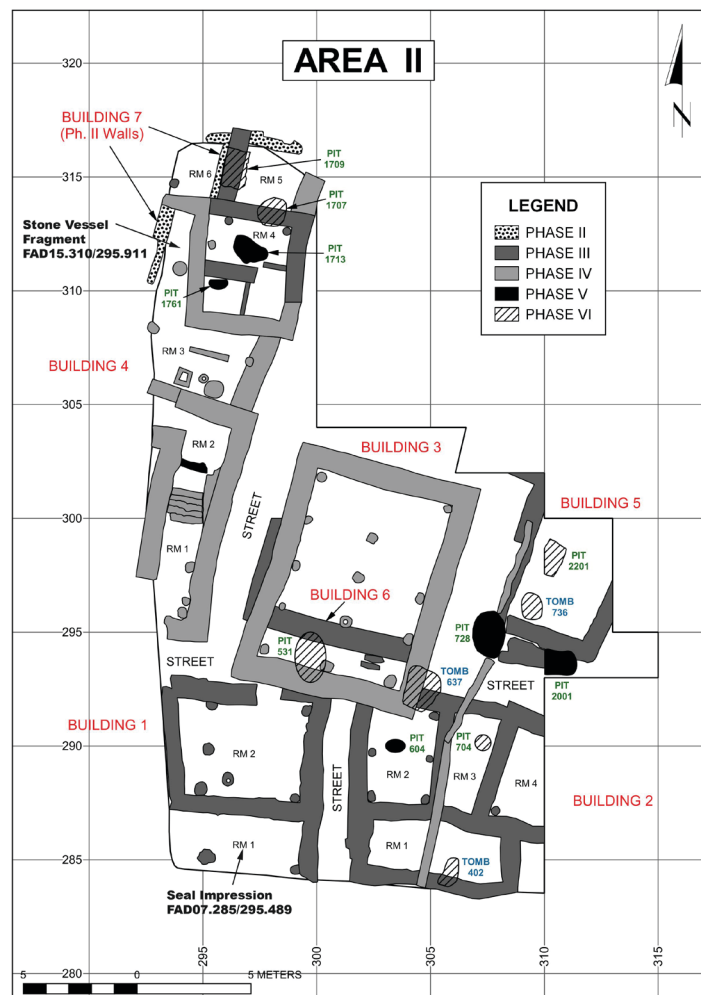 AREA II
N
320
315
310
305
300
295
290
285
280
BUILDING 7
(Ph. II Walls)
PIT
1709
RM 6
RM 5
PIT
1707
Stone Vessel
Fragment
FAD15.310/295.911
RM 4
PIT
1713
PIT
1761
LEGEND
PHASE II
PHASE III
PHASE IV
PHASE V
PHASE VI
RM 3
BUILDING 4
RM 2
BUILDING 3
STREET
BUILDING 5
RM 1
PIT
2201
BUILDING 6
TOMB
736
PIT
531
PIT
728
STREET
TOMB
637
STREET
PIT
2001
BUILDING 1
RM 2
PIT
604
PIT
704
RM 2
RM 3
RM 4
STREET
BUILDING 2
RM 1
RM 1
TOMB
402
Seal Impression
FAD07.285/295.489
295
300
305
310
315
5 0 5 METERS